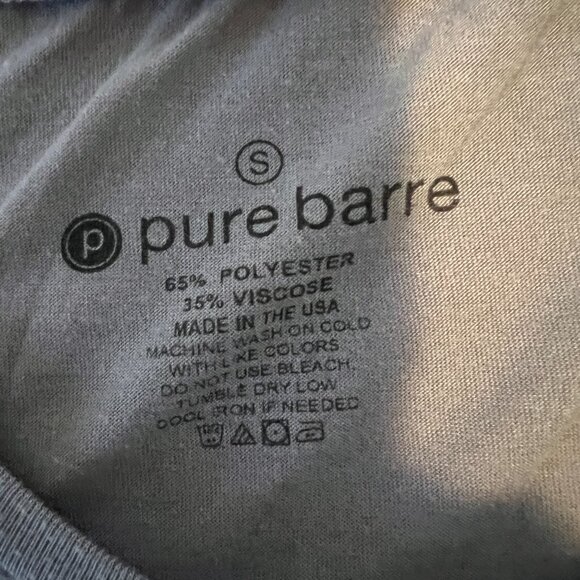 S
p pure barre
65% POLYESTER
35% VISCOSE
MADE IN THE USA
MACHINE WASH ON COLD
WITH LIKE COLORS
DO NOT USE BLEACH.
TUMBLE DRY LOW
COOL IRON IF NEEDED